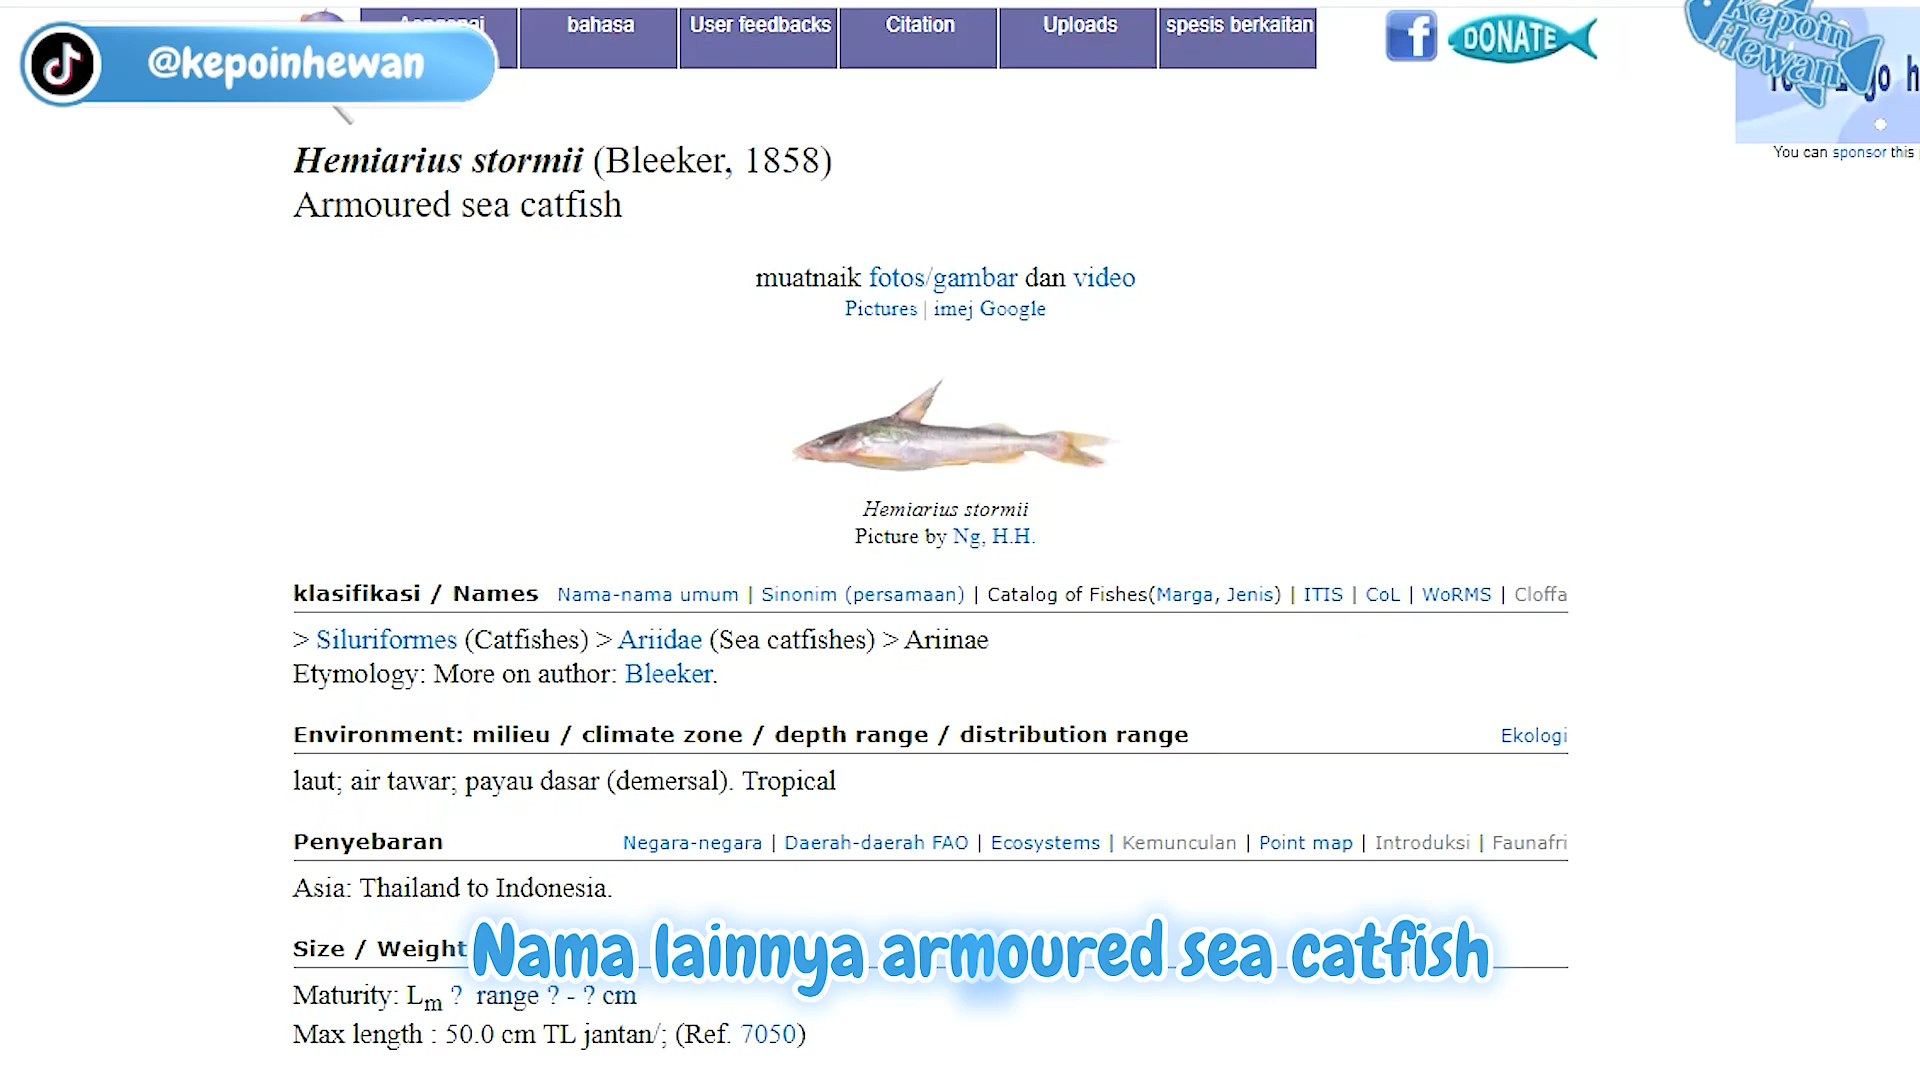 @kepoinhewan
bahasa
User feedbacks
Citation
Uploads
spesis berkaitan
f
DONATE
Kepoin
Hewan
You can sponsor this
Hemiarius stormii (Bleeker, 1858)
Armoured sea catfish
muatnaik fotos/gambar dan video
Pictures | imej Google
Hemiarius stormii
Picture by Ng, H.H.
klasifikasi / Names Nama-nama umum | Sinonim (persamaan) | Catalog of Fishes(Marga, Jenis) | ITIS | CoL | WoRMS | Cloffa
> Siluriformes (Catfishes) > Ariidae (Sea catfishes) > Ariinae
Etymology: More on author: Bleeker.
Environment: milieu / climate zone / depth range / distribution range Ekologi
laut; air tawar; payau dasar (demersal). Tropical
Penyebaran Negara-negara | Daerah-daerah FAO | Ecosystems | Kemunculan | Point map | Introduksi | Faunafri
Asia: Thailand to Indonesia.
Size / Weight
Nama lainnya armoured sea catfish
Maturity: Lm ? range ? - ? cm
Max length : 50.0 cm TL jantan/; (Ref. 7050)